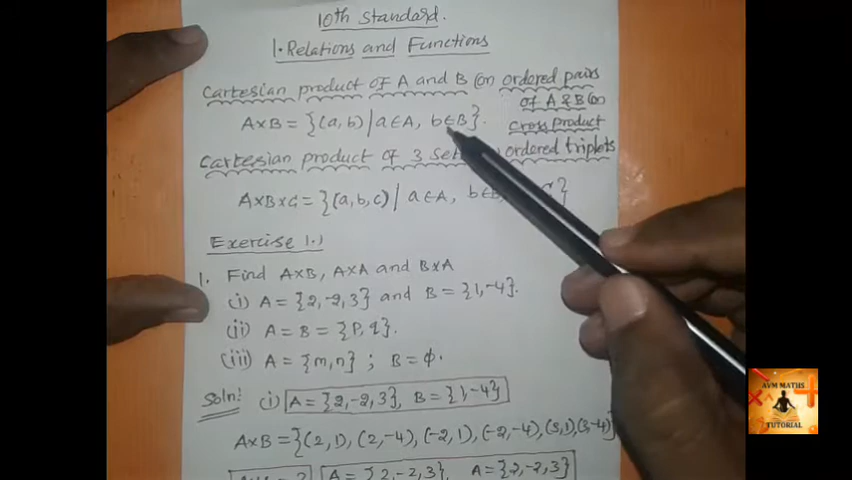 10th Standard.
1. Relations and Functions
Cartesian product of A and B (or) ordered pairs
of A & B (or)
cross product
A×B = {(a, b) | a ∈ A, b ∈ B}.
Cartesian product of 3 ordered triplets
A×B×C = {(a, b, c) | a ∈ A, b ∈
Exercise 1.1
1. Find A×B, A×A and B×A
(i) A = {2, -2, 3} and B = {1, -4}.
(ii) A = B = {p, q}.
(iii) A = {m, n} ; B = φ.
Soln: (i) A = {2, -2, 3}, B = {1, -4}
A×B = {(2, 1), (2, -4), (-2, 1), (-2, -4), (3, 1), (3, -4)
A = {2, -2, 3} A = {2, -2, 3}
AVM MATHS
TUTORIAL